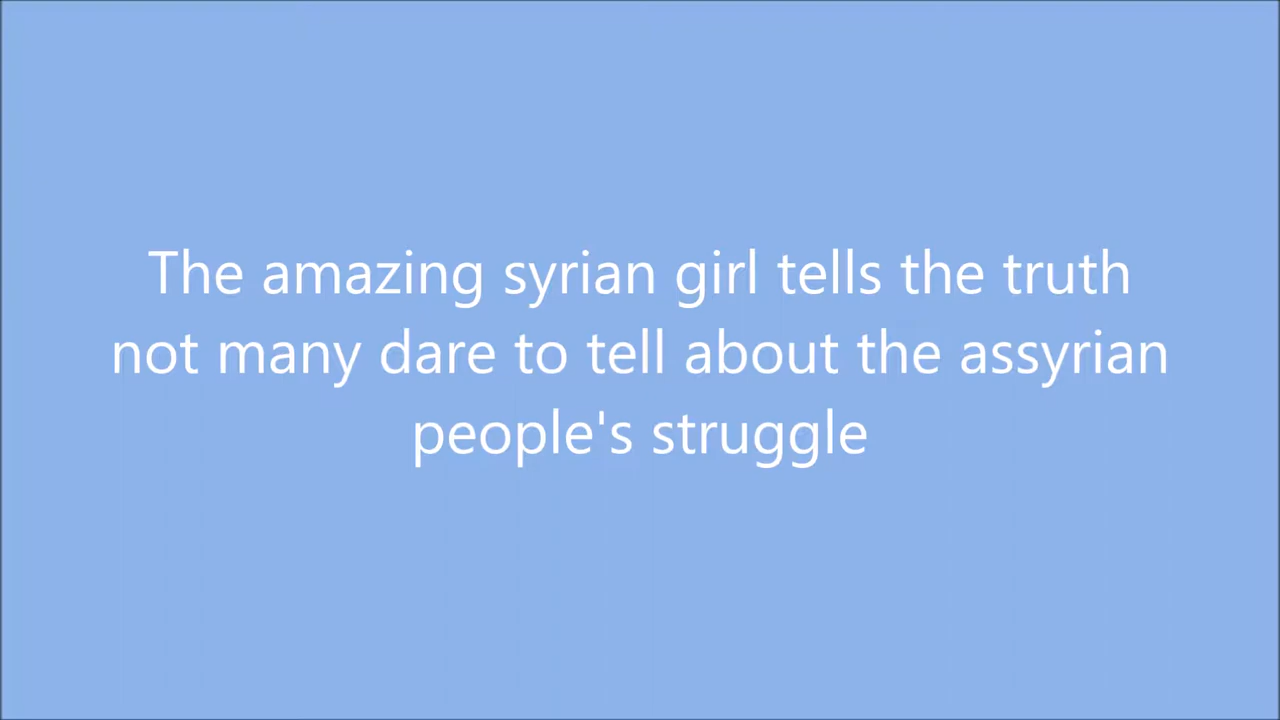 The amazing syrian girl tells the truth
not many dare to tell about the assyrian
people's struggle